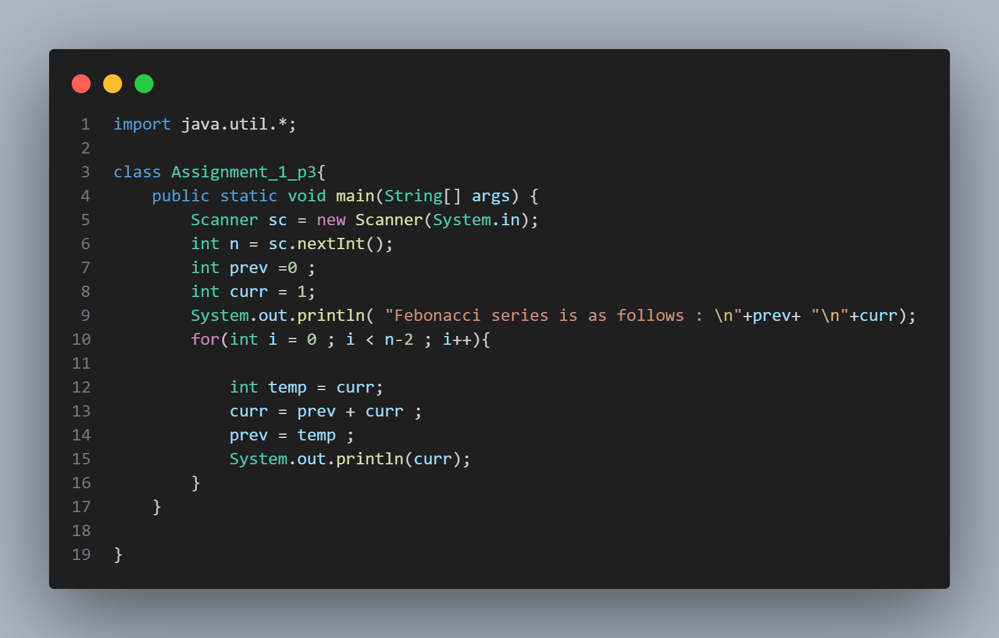 1 import java.util.*;
2
3 class Assignment_1_p3{
4     public static void main(String[] args) {
5         Scanner sc = new Scanner(System.in);
6         int n = sc.nextInt();
7         int prev =0 ;
8         int curr = 1;
9         System.out.println( "Febonacci series is as follows : \n"+prev+ "\n"+curr);
10         for(int i = 0 ; i < n-2 ; i++){
11
12             int temp = curr;
13             curr = prev + curr ;
14             prev = temp ;
15             System.out.println(curr);
16         }
17     }
18
19 }